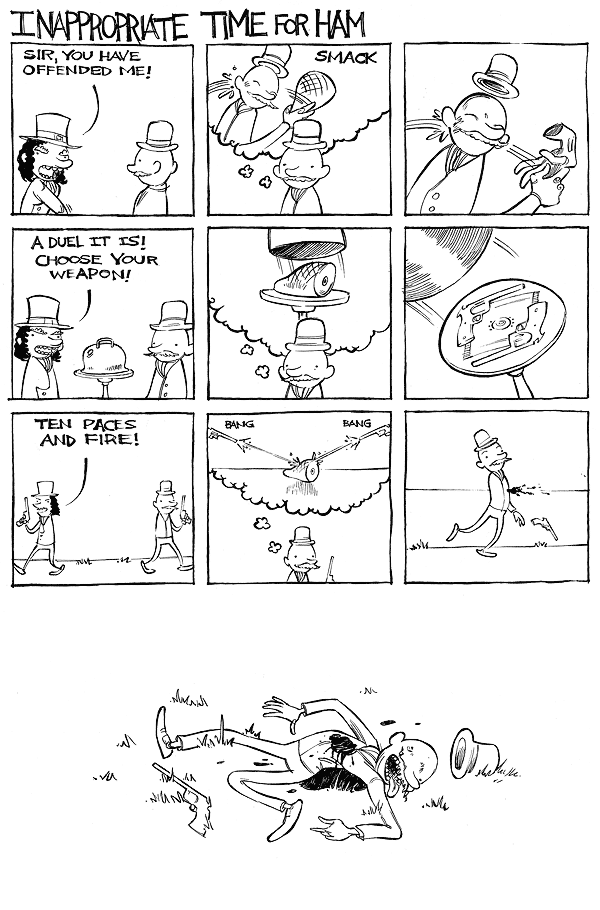 INAPPROPRIATE TIME FOR HAM
SIR, YOU HAVE
OFFENDED ME!
SMACK
A DUEL IT IS!
CHOOSE YOUR
WEAPON!
TEN PACES
AND FIRE!
BANG
BANG